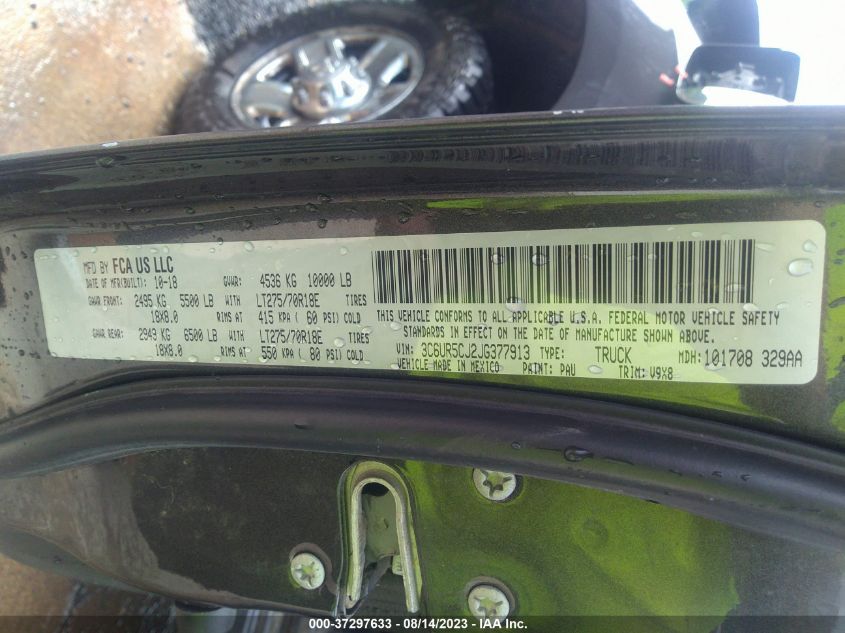 MFD BY FCA US LLC
DATE OF MFR(BUILT): 10-18 GVWR: 4536 KG 10000 LB
GAWR FRONT: 2495 KG 5500 LB WITH LT275/70R18E TIRES
18X8.0 RIMS AT 415 KPA ( 60 PSI) COLD
GAWR REAR: 2949 KG 6500 LB WITH LT275/70R18E TIRES
18X8.0 RIMS AT 550 KPA ( 80 PSI) COLD
THIS VEHICLE CONFORMS TO ALL APPLICABLE U.S.A. FEDERAL MOTOR VEHICLE SAFETY
STANDARDS IN EFFECT ON THE DATE OF MANUFACTURE SHOWN ABOVE.
VIN: 3C6UR5CJ2JG377913 TYPE: TRUCK MDH: 101708 329AA
VEHICLE MADE IN MEXICO PAINT: PAU TRIM: V9X8
000-37297633 - 08/14/2023 - IAA Inc.